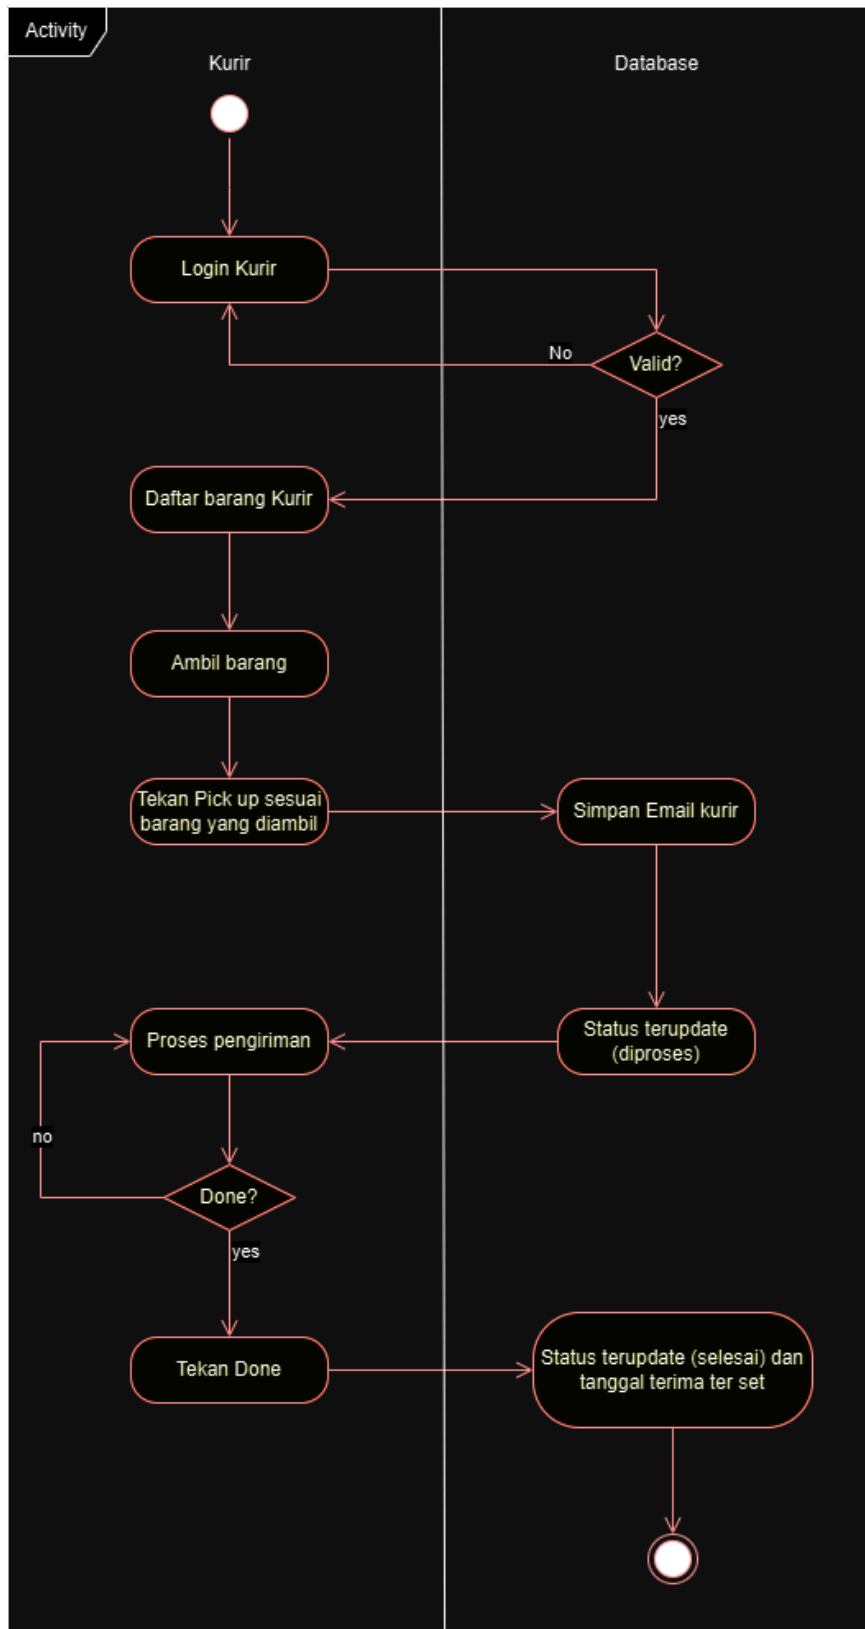 Activity
Kurir
Database
Login Kurir
No
Valid?
yes
Daftar barang Kurir
Ambil barang
Tekan Pick up sesuai
barang yang diambil
Simpan Email kurir
Proses pengiriman
Status terupdate
(diproses)
no
Done?
yes
Tekan Done
Status terupdate (selesai) dan
tanggal terima ter set